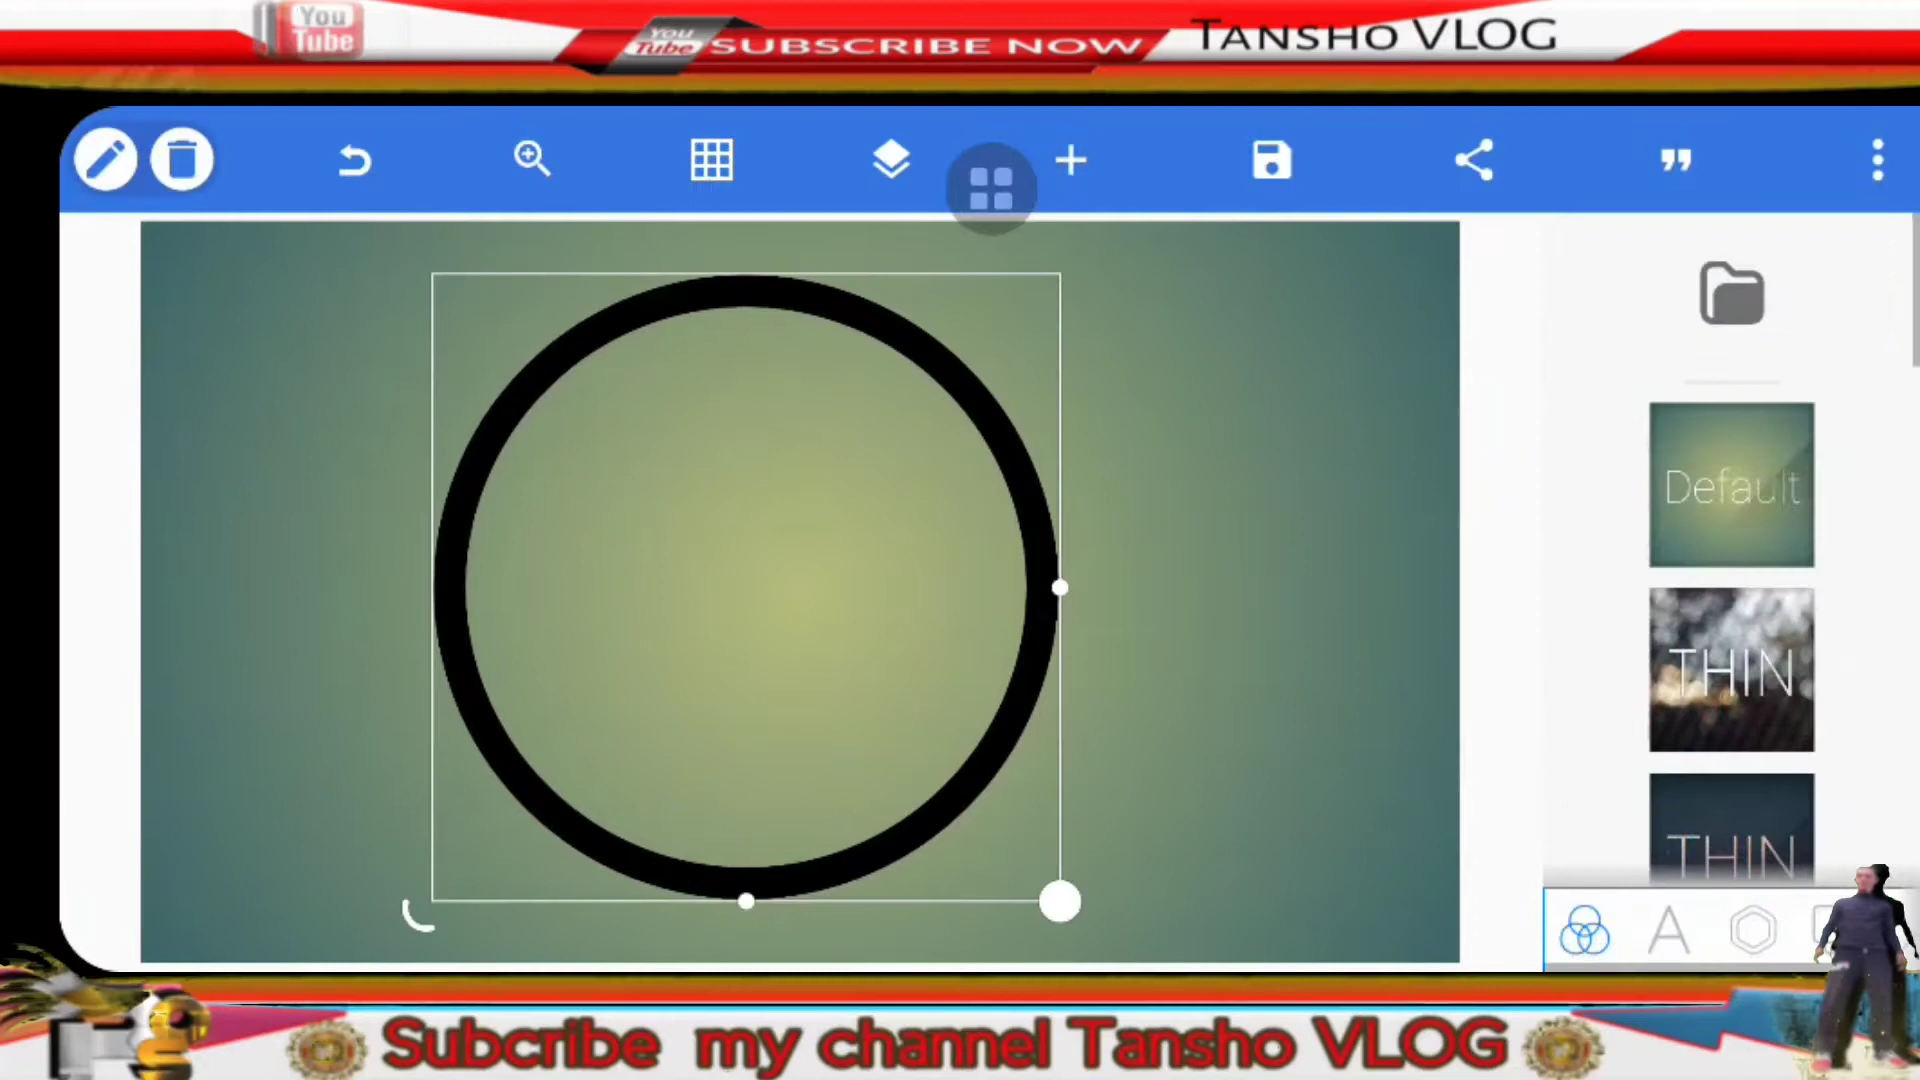 You
Tube
You
Tube SUBSCRIBE NOW
TANSHO VLOG
Default
THIN
THIN
A
Subcribe my channel Tansho VLOG